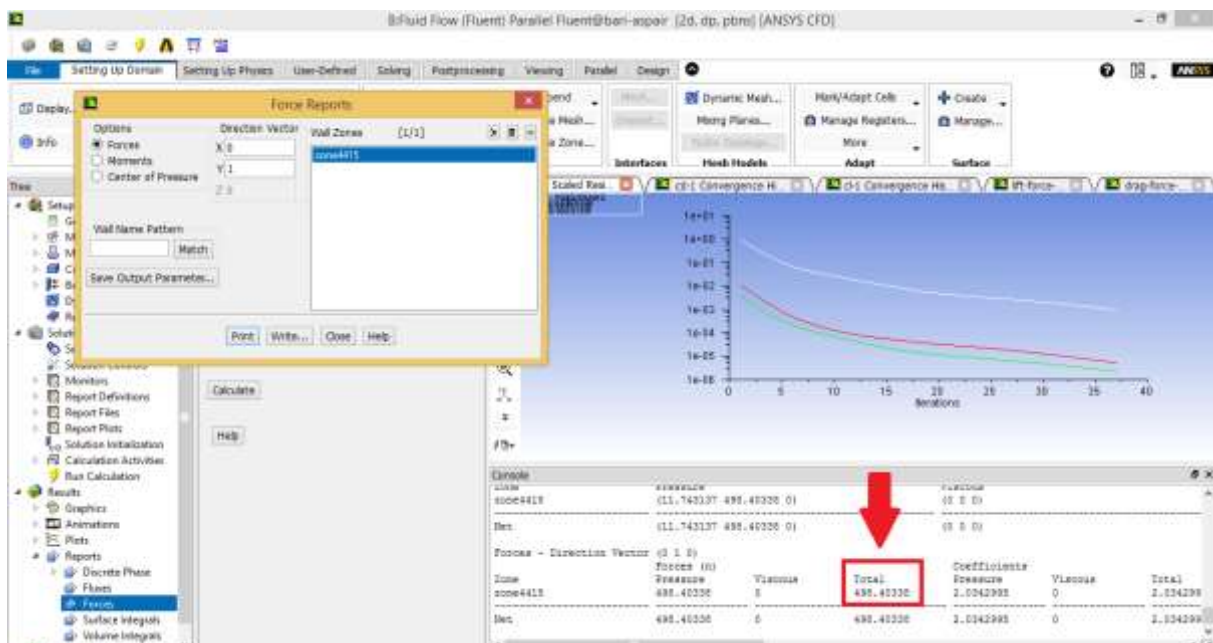 B:Fluid Flow (Fluent) Parallel Fluent@bari-aspair [2d, dp, pbns] [ANSYS CFD]
File Setting Up Domain Setting Up Physics User-Defined Solving Postprocessing Viewing Parallel Design
ANSYS
Display...
Info
Dynamic Mesh...
Mixing Planes...
Mesh Models
Mark/Adapt Cells
Manage Registers...
More
Adapt
Create
Manage...
Surface
Interfaces
Force Reports
Options
Forces
Moments
Center of Pressure
Direction Vector
X 0
Y 1
Z 0
Wall Zones [1/1]
Wall Name Pattern
Match
Save Output Parameter...
Print Write... Close Help
Tree
Setup
Monitors
Report Definitions
Report Files
Report Plots
Solution Initialization
Calculation Activities
Run Calculation
Results
Graphics
Animations
Plots
Reports
Discrete Phase
Fluxes
Forces
Surface Integrals
Volume Integrals
Calculate
Help
Scaled Resi...
cd-1 Convergence Hi...
cl-1 Convergence His...
lift-force-
drag-force-
1e+01
1e+00
1e-01
1e-02
1e-03
1e-04
1e-05
1e-06
0 5 10 15 20 25 30 35 40
Iterations
Console
(11.743137 498.40338 0) (0 0 0)
Net (11.743137 498.40338 0) (0 0 0)
Forces - Direction Vector (0 1 0)
Forces (n) Coefficients
Zone Pressure Viscous Total Pressure Viscous Total
498.40338 0 498.40338 2.0342995 0
Net 498.40338 0 498.40338 2.0342995 0